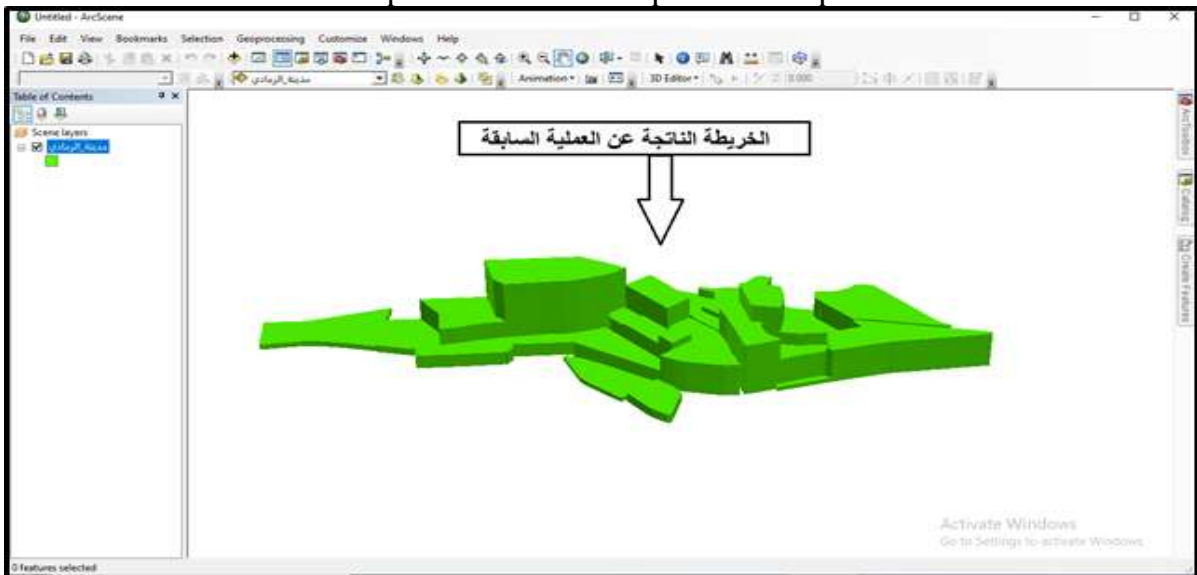 Untitled - ArcScene
File Edit View Bookmarks Selection Geoprocessing Customize Windows Help
مدينة_الرمادي
Animation
3D Editor
Table of Contents
Scene layers
مدينة_الرمادي
الخريطة الناتجة عن العملية السابقة
ArcToolbox
Catalog
Create Features
Activate Windows
Go to Settings to activate Windows.
0 features selected